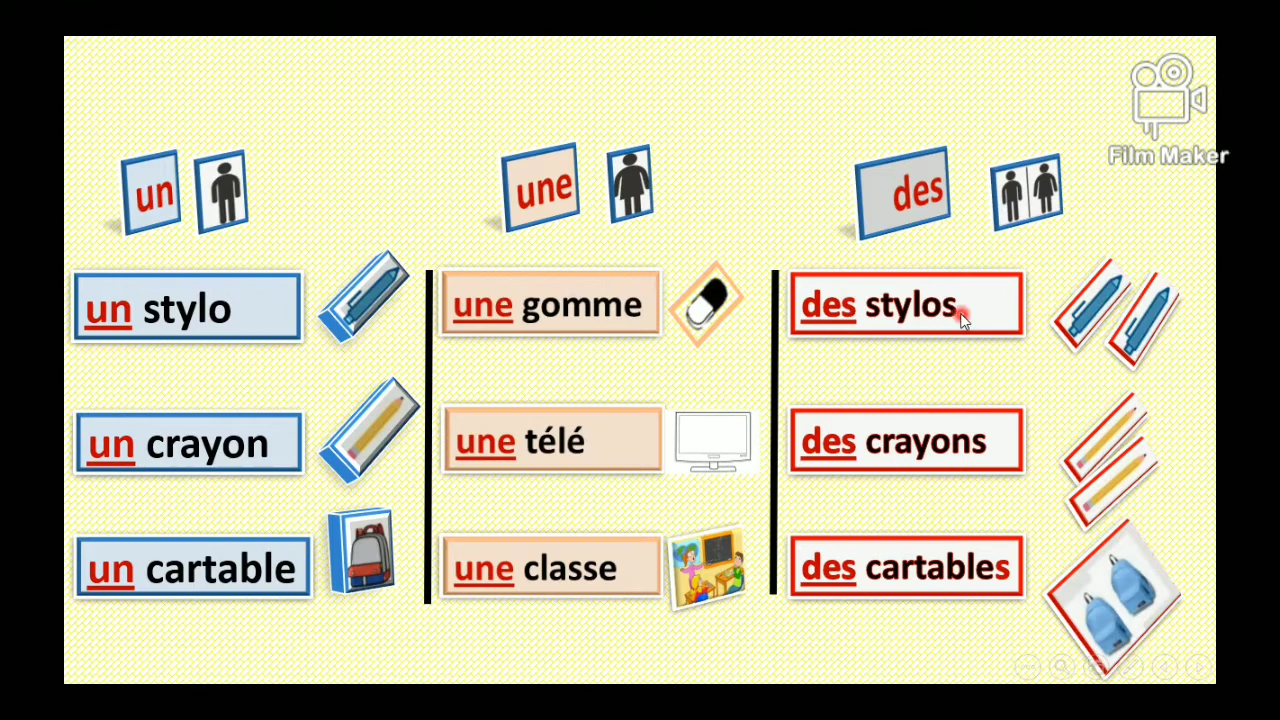 Film Maker
un
une
des
un stylo
une gomme
des stylos
un crayon
une télé
des crayons
un cartable
une classe
des cartables